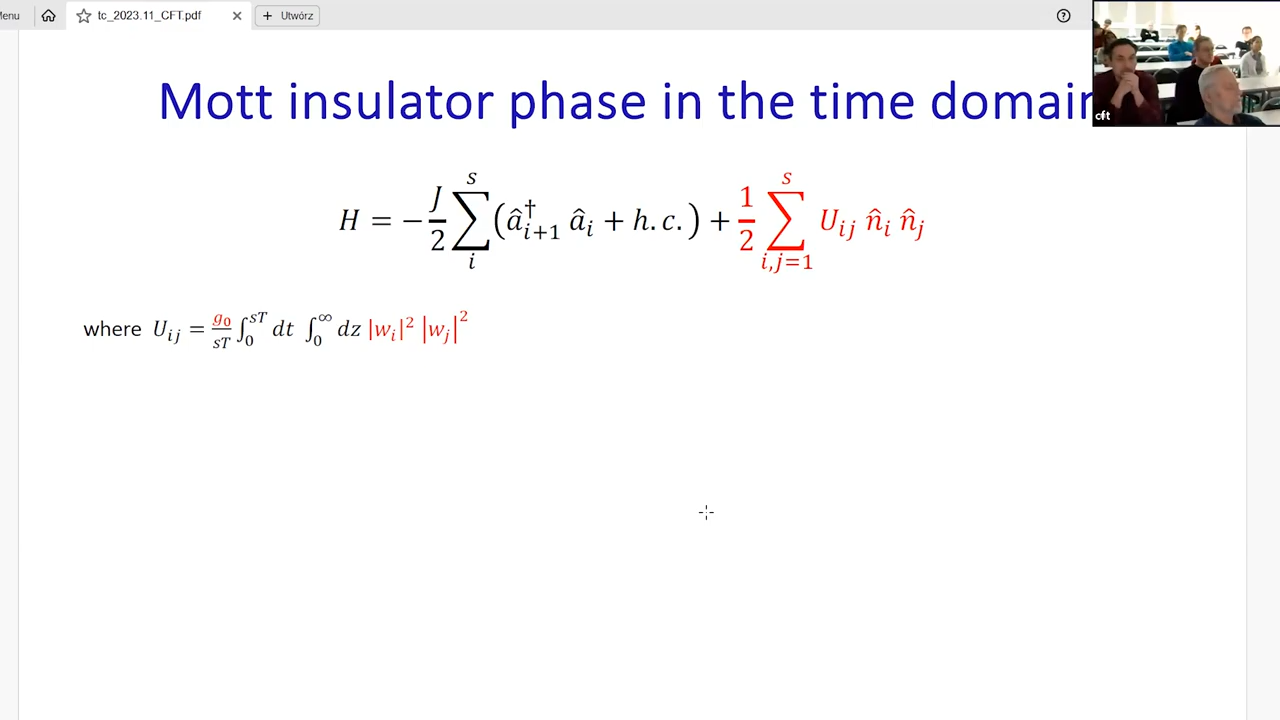 Menu
tc_2023.11_CFT.pdf
Utwórz
Mott insulator phase in the time domain
H = −J/2 ∑_i^s (â†_{i+1} â_i + h.c.) + 1/2 ∑_{i,j=1}^s U_{ij} n̂_i n̂_j
where U_{ij} = g_0/sT ∫_0^{sT} dt ∫_0^∞ dz |w_i|² |w_j|²
cft